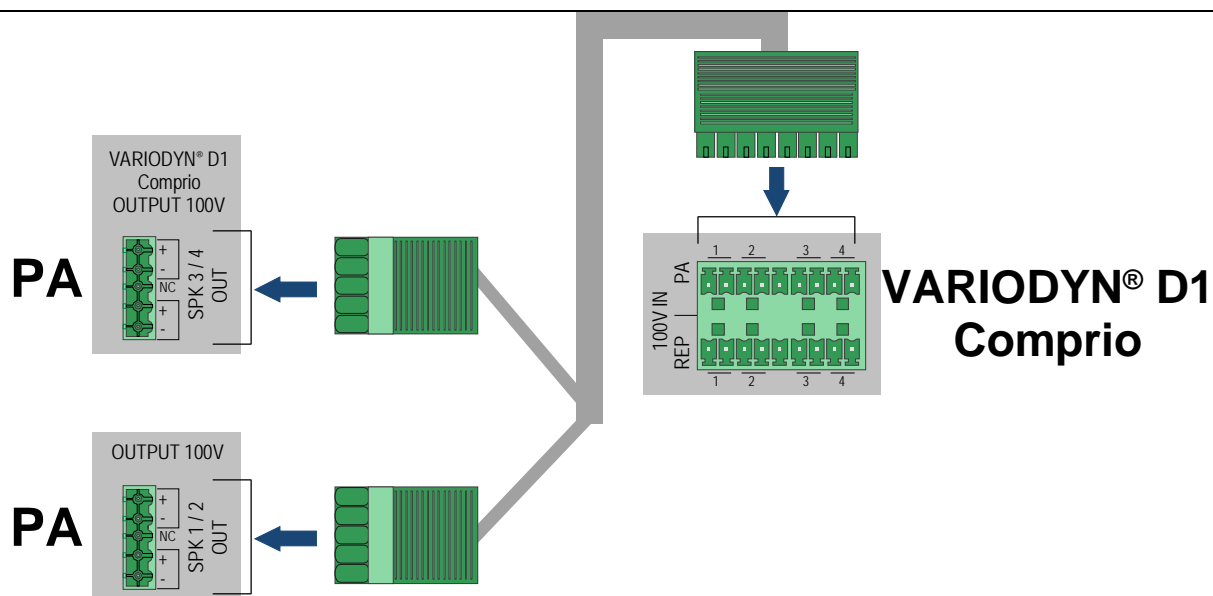 VARIODYN® D1
Comprio
OUTPUT 100V
PA
+
-
NC
+
-
SPK 3 / 4
OUT
OUTPUT 100V
PA
+
-
NC
+
-
SPK 1 / 2
OUT
100V IN
PA
1 2 3 4
REP
1 2 3 4
VARIODYN® D1
Comprio